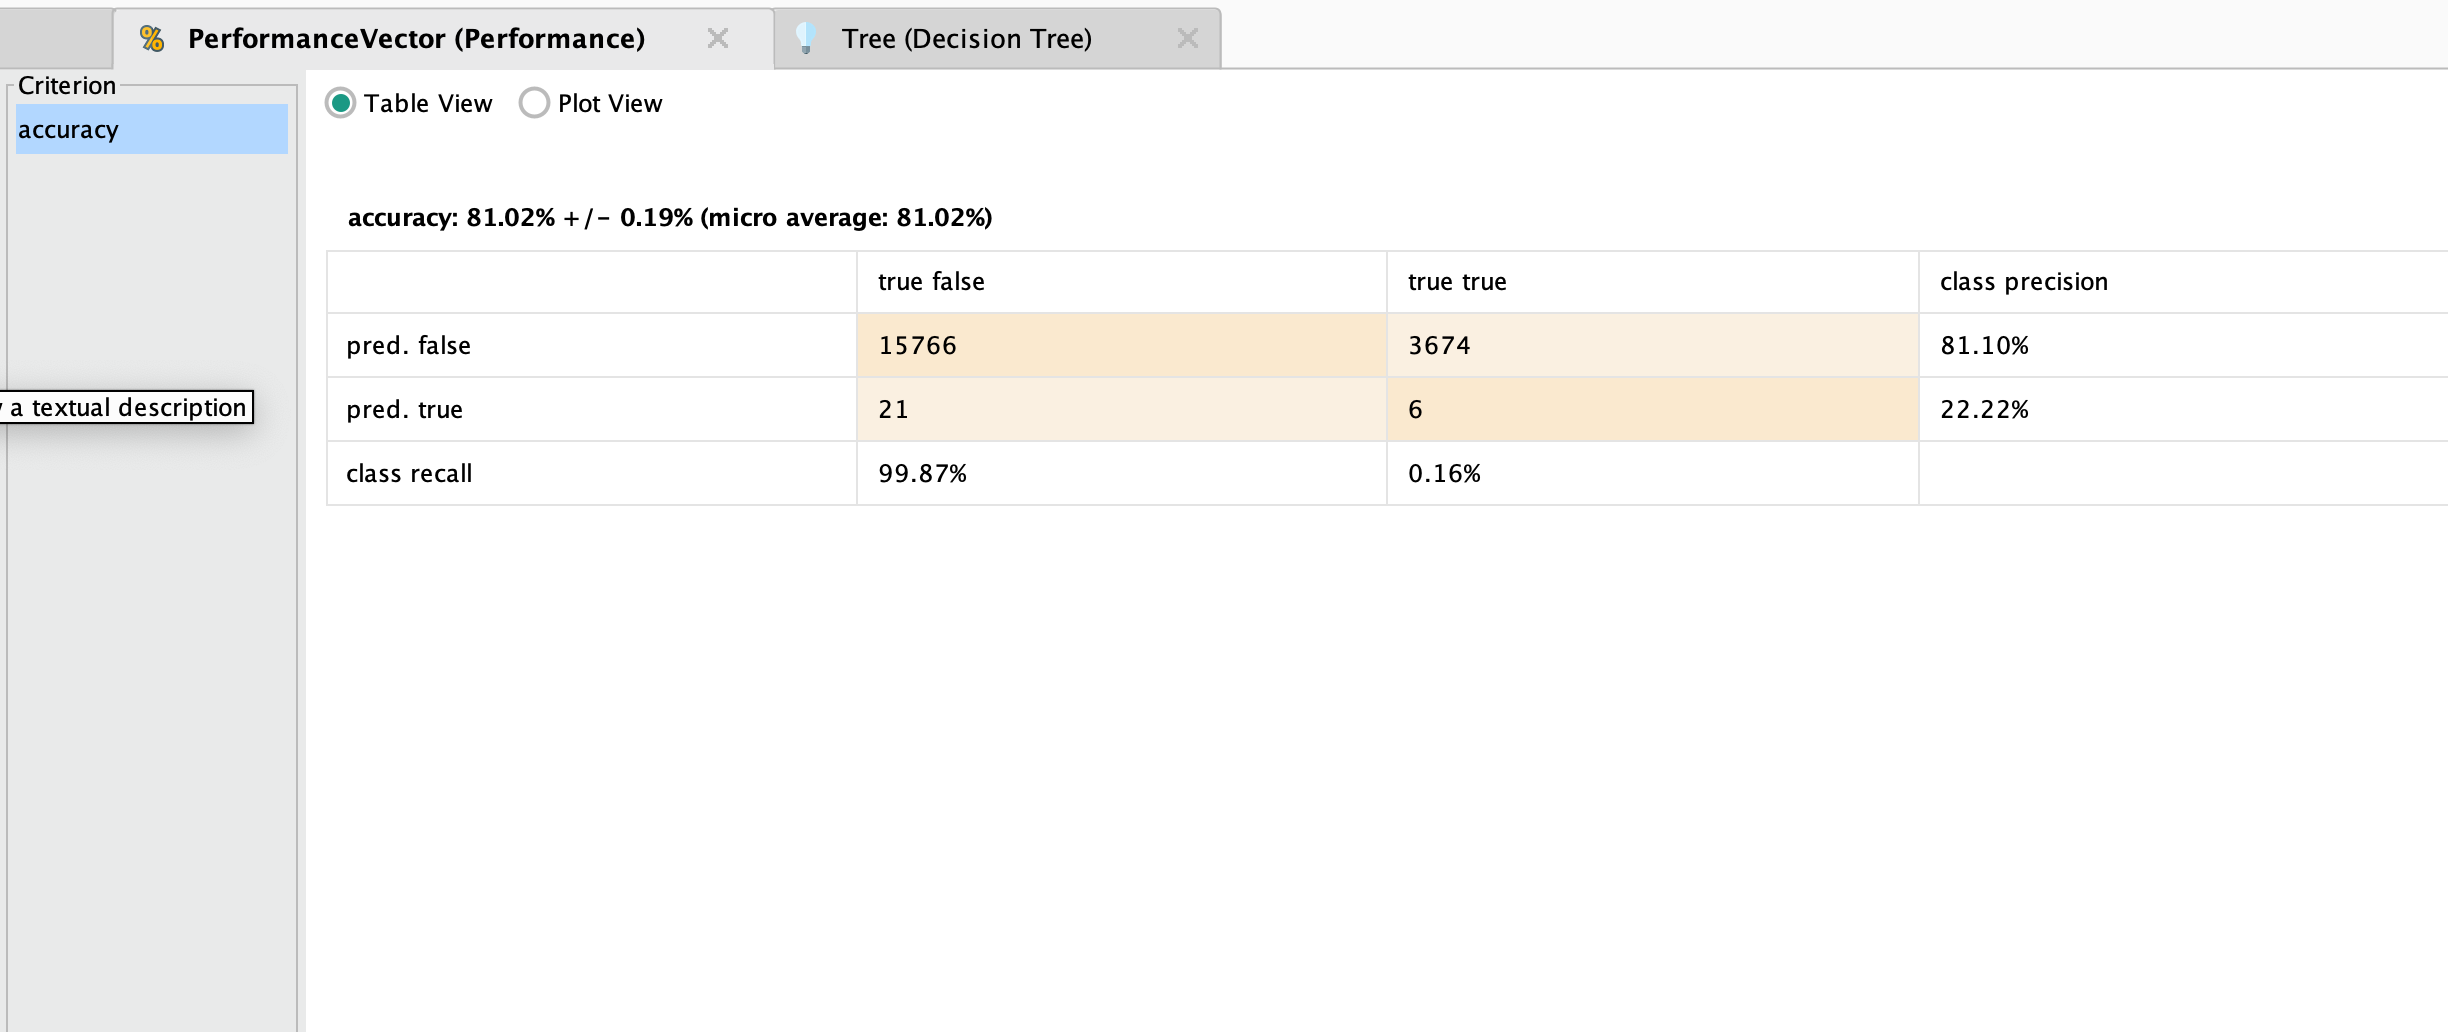 PerformanceVector (Performance)
Tree (Decision Tree)
Criterion
accuracy
Table View
Plot View
accuracy: 81.02% +/- 0.19% (micro average: 81.02%)
true false true true class precision
pred. false 15766 3674 81.10%
pred. true 21 6 22.22%
class recall 99.87% 0.16%
a textual description